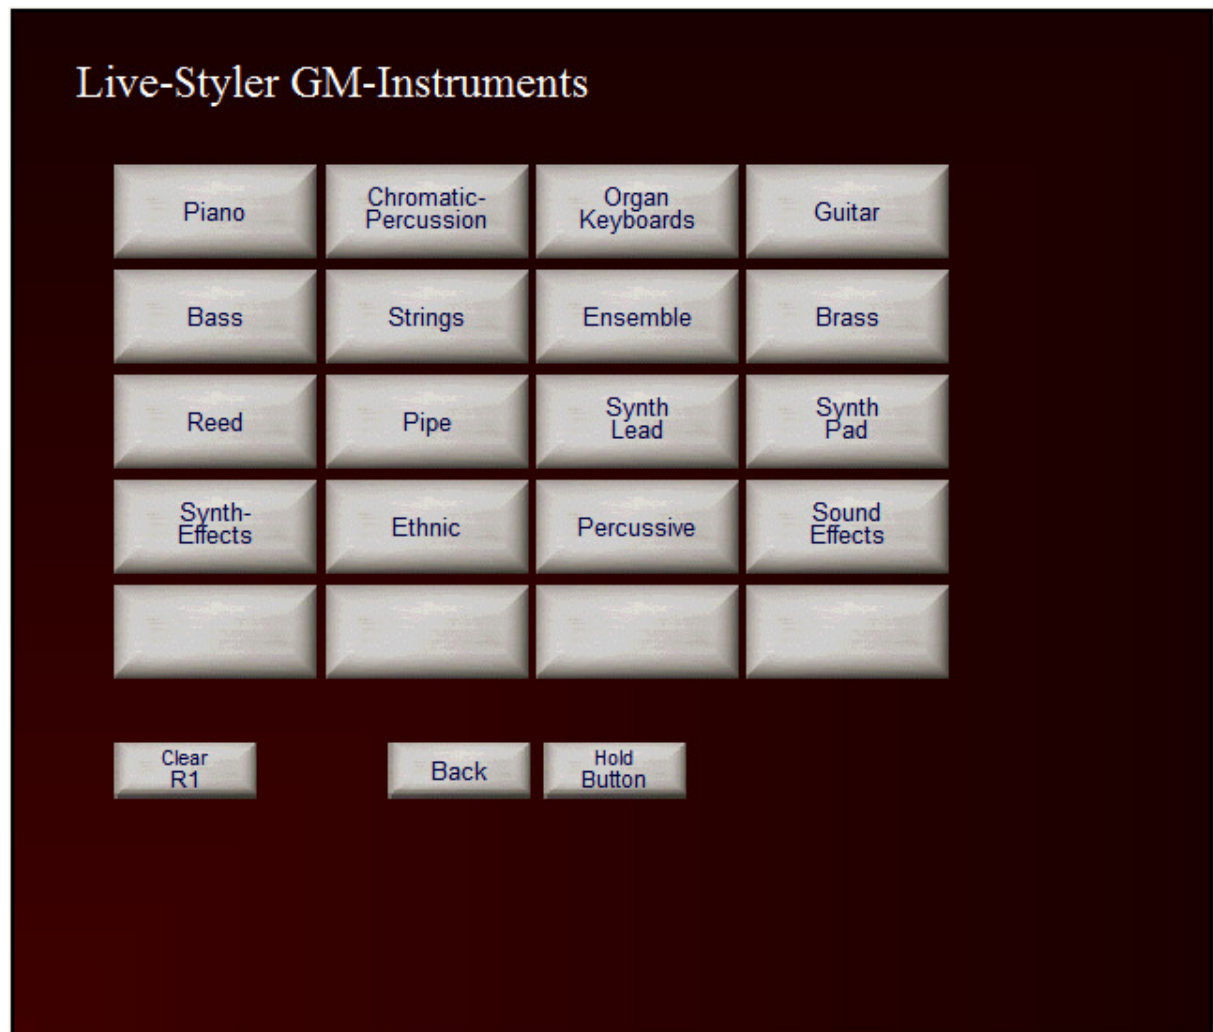 Live-Styler GM-Instruments
Piano
Chromatic-
Percussion
Organ
Keyboards
Guitar
Bass
Strings
Ensemble
Brass
Reed
Pipe
Synth
Lead
Synth
Pad
Synth-
Effects
Ethnic
Percussive
Sound
Effects
Clear
R1
Back
Hold
Button